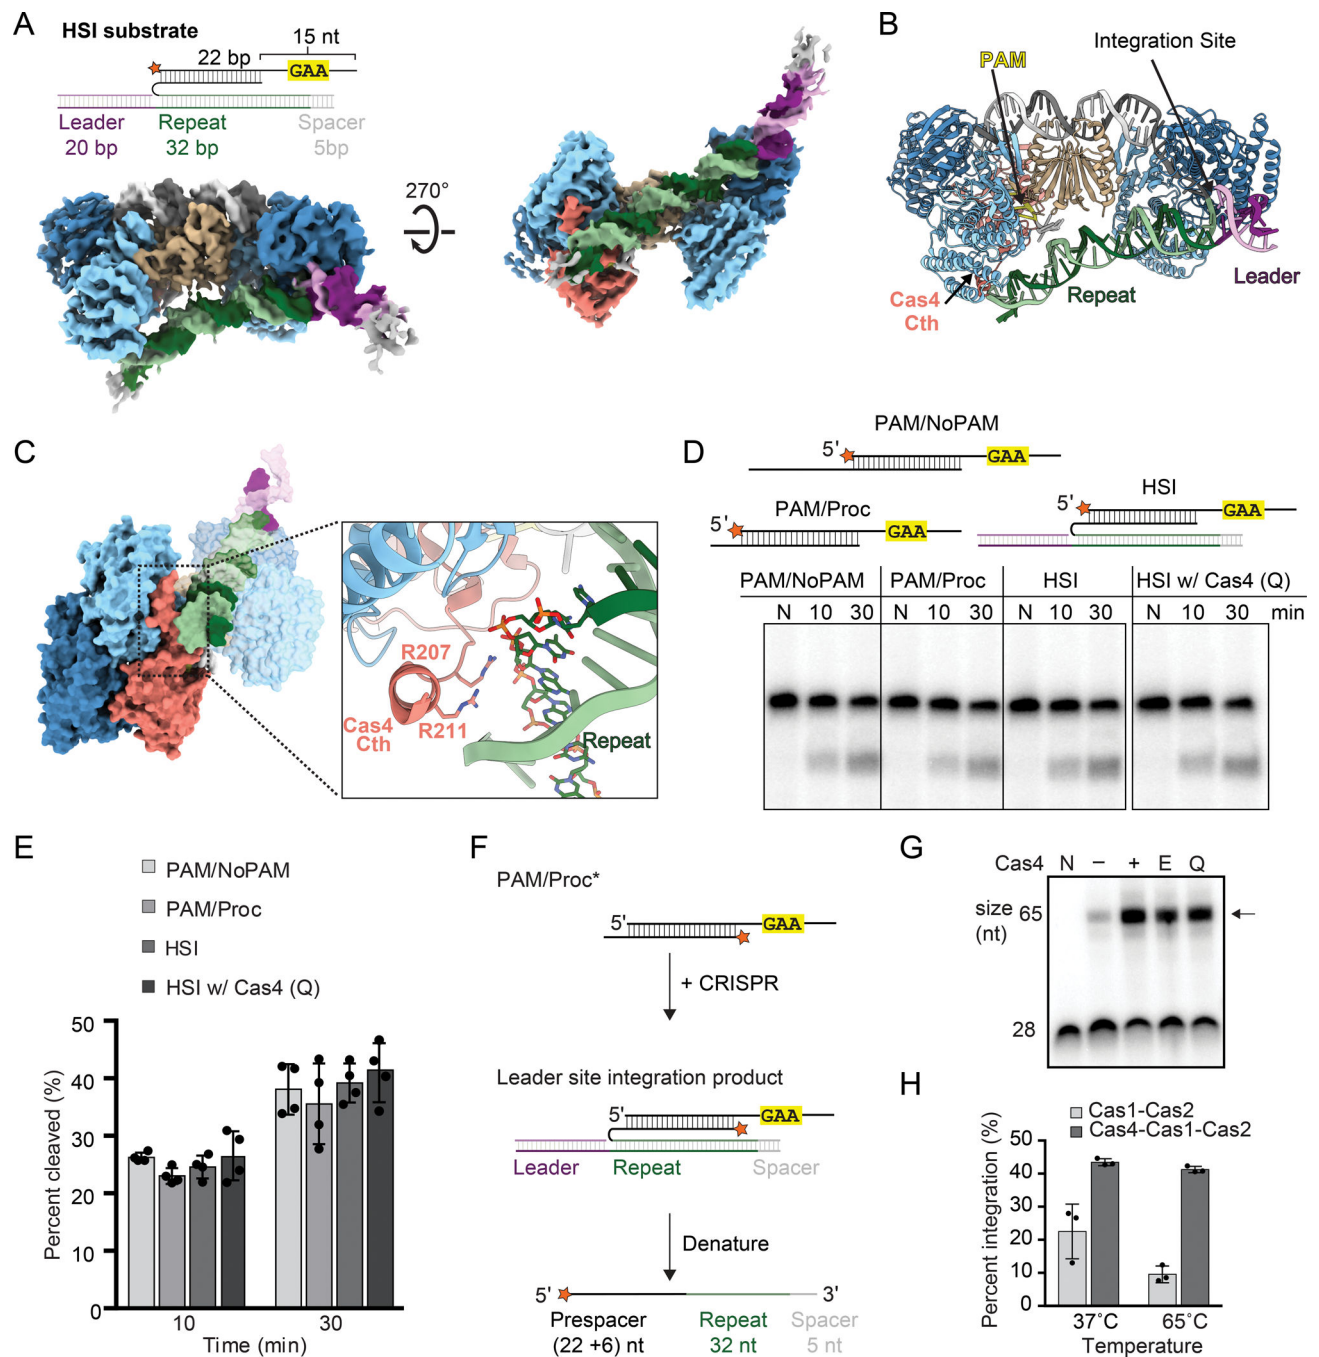 A
HSI substrate
15 nt
22 bp
GAA
Leader
Repeat
Spacer
20 bp
32 bp
5bp
270°
B
PAM
Integration Site
Cas4
Cth
Repeat
Leader
C
R207
R211
Cas4
Cth
Repeat
D
PAM/NoPAM
5'
GAA
PAM/Proc
5'
GAA
HSI
5'
GAA
PAM/NoPAM
PAM/Proc
HSI
HSI w/ Cas4 (Q)
N 10 30 N 10 30 N 10 30 N 10 30 min
E
PAM/NoPAM
PAM/Proc
HSI
HSI w/ Cas4 (Q)
Percent cleaved (%)
50
40
30
20
10
0
10
30
Time (min)
F
PAM/Proc*
5'
GAA
+ CRISPR
Leader site integration product
5'
GAA
Leader
Repeat
Spacer
Denature
5'
3'
Prespacer
Repeat
Spacer
(22 +6) nt
32 nt
5 nt
G
Cas4 N – + E Q
size
(nt)
65
28
H
Cas1-Cas2
Cas4-Cas1-Cas2
Percent integration (%)
50
40
30
20
10
0
37°C
65°C
Temperature